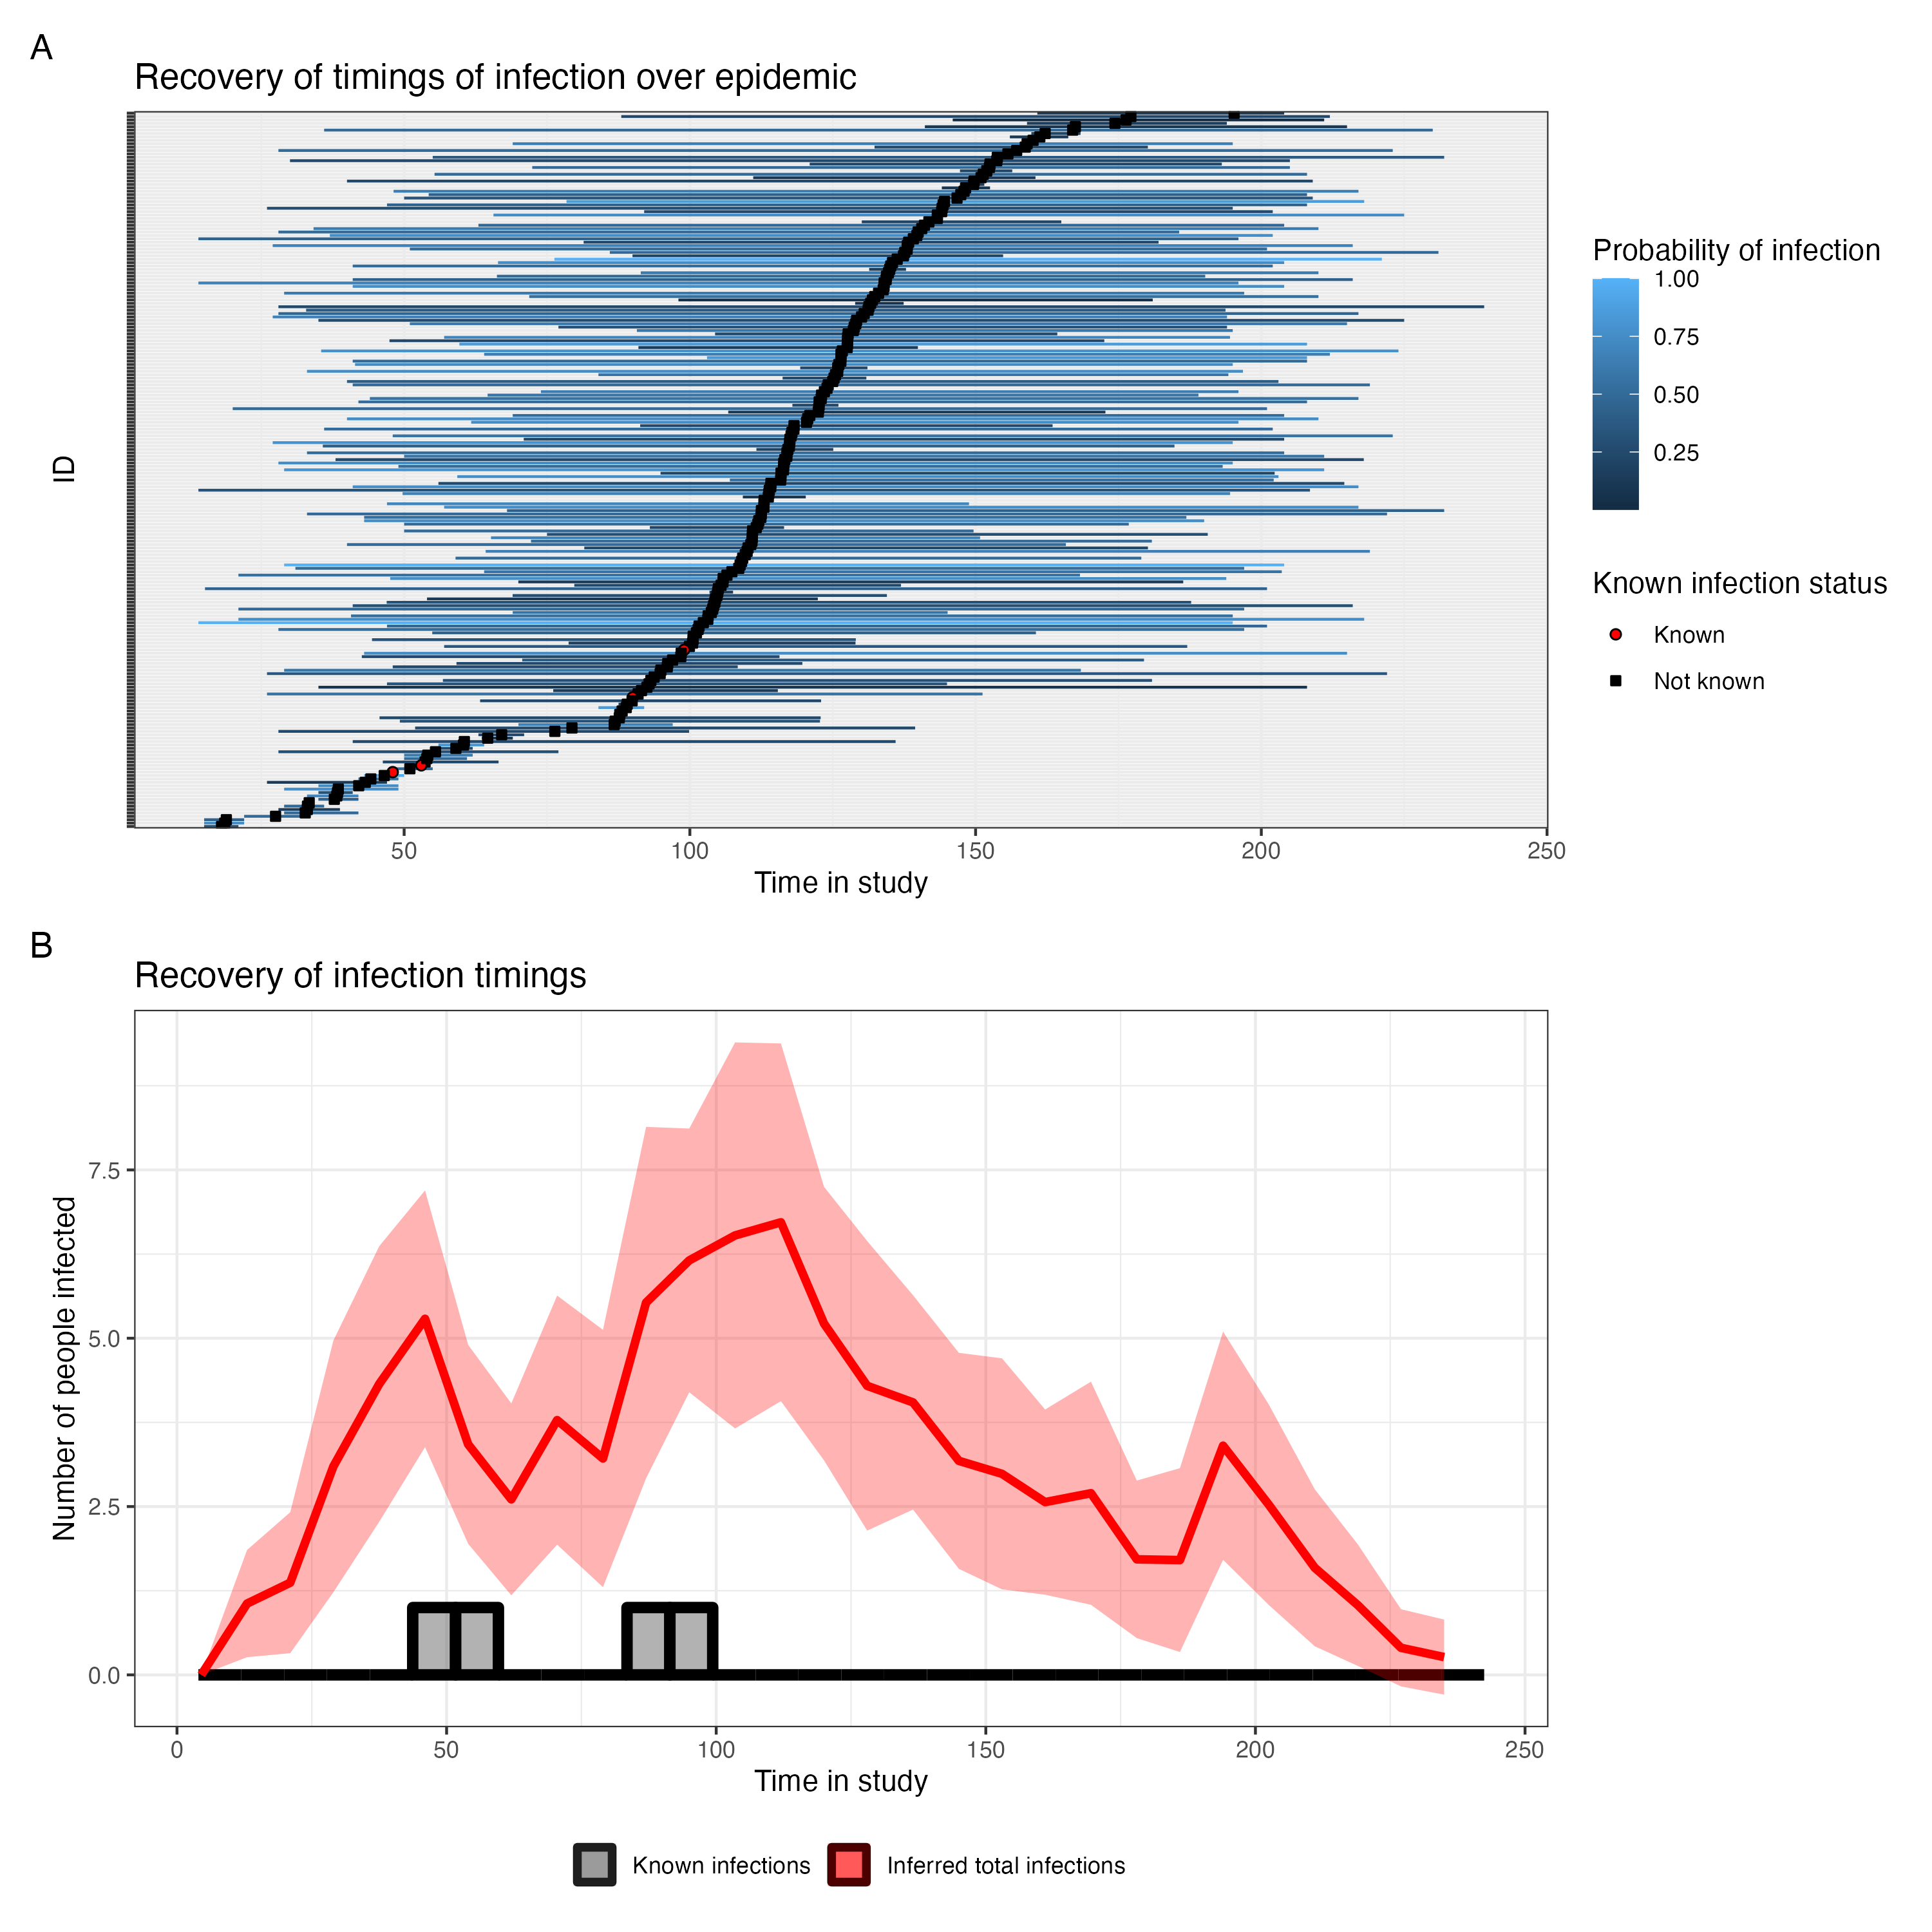 A
Recovery of timings of infection over epidemic
ID
50
100
150
200
250
Time in study
Probability of infection
1.00
0.75
0.50
0.25
Known infection status
Known
Not known
B
Recovery of infection timings
Number of people infected
7.5
5.0
2.5
0.0
0
50
100
150
200
250
Time in study
Known infections
Inferred total infections